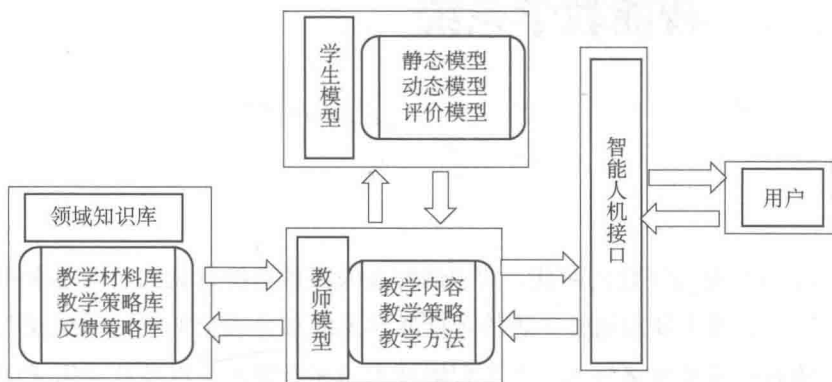 学生模型
静态模型
动态模型
评价模型
智能人机接口
用户
领域知识库
教学材料库
教学策略库
反馈策略库
教师模型
教学内容
教学策略
教学方法